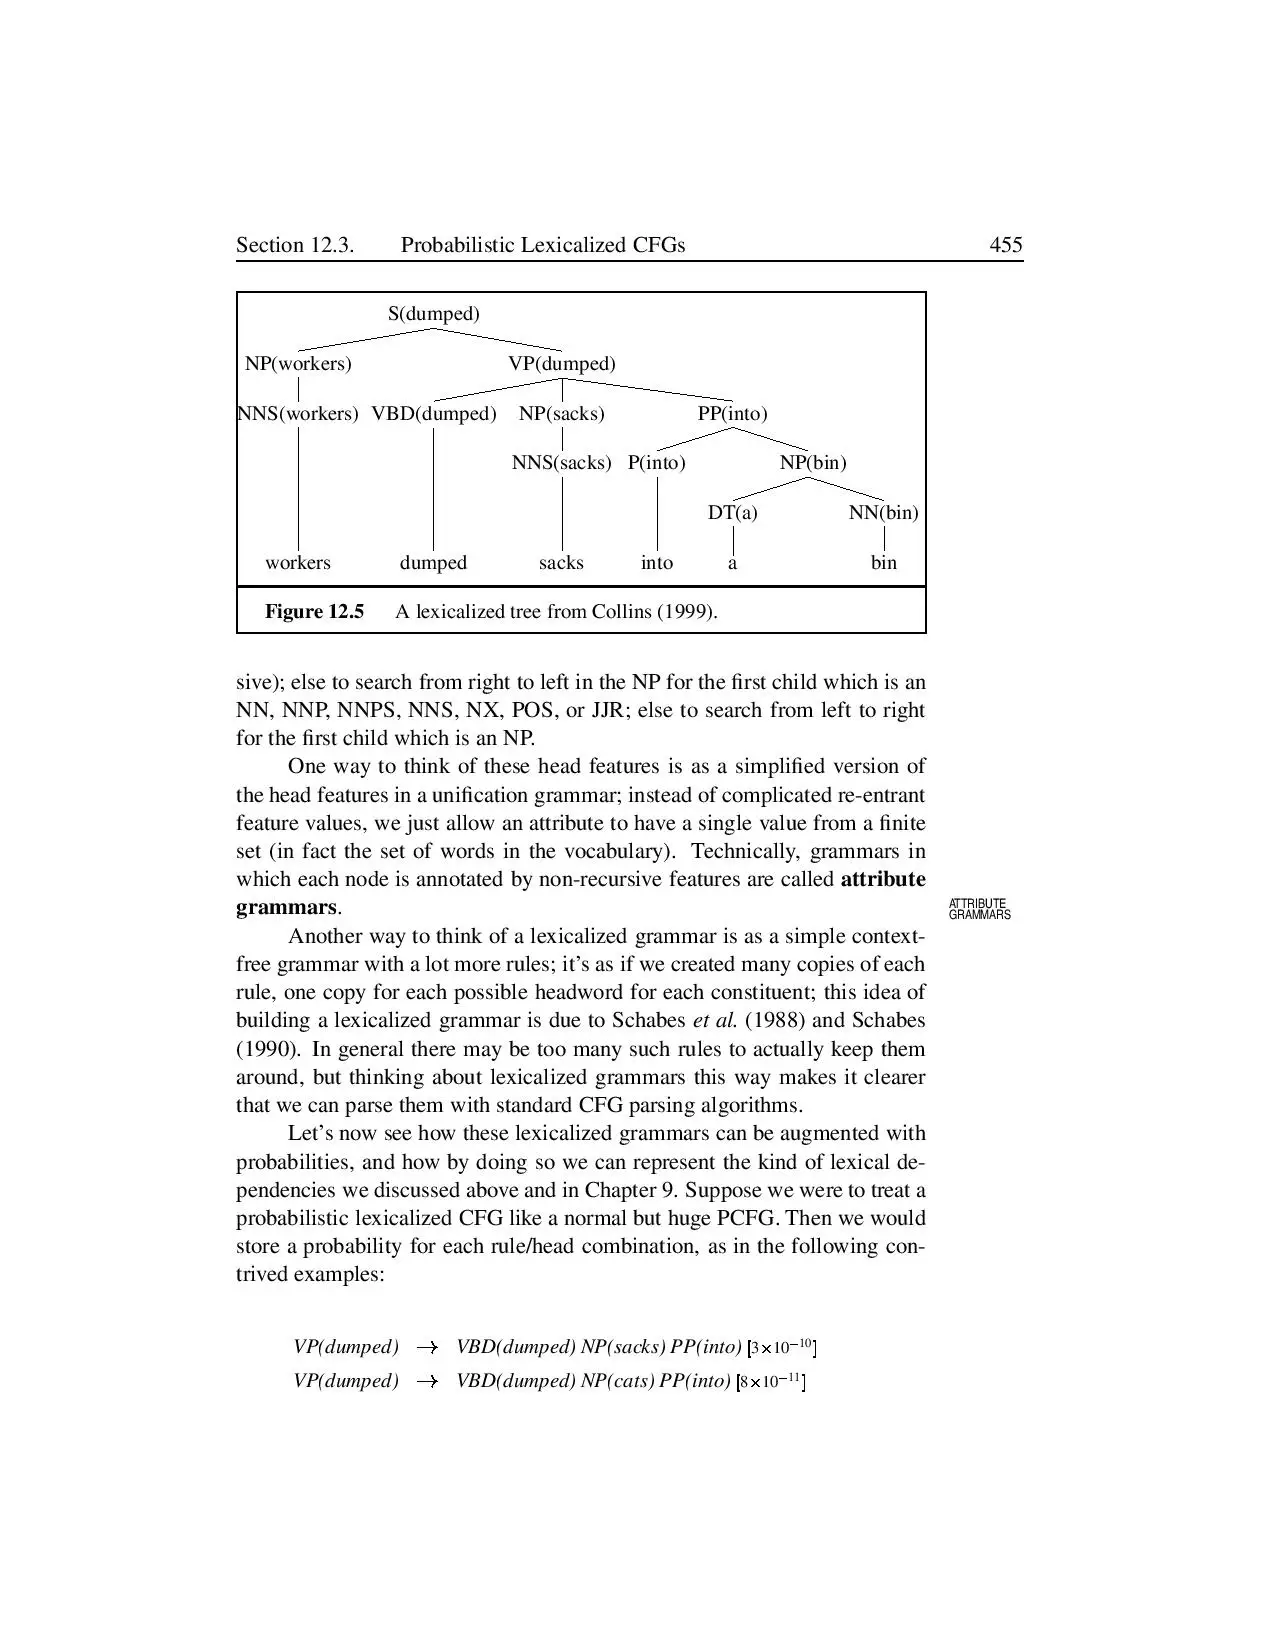 Section 12.3. Probabilistic Lexicalized CFGs 455
S(dumped)
NP(workers) VP(dumped)
NNS(workers) VBD(dumped) NP(sacks) PP(into)
NNS(sacks) P(into) NP(bin)
DT(a) NN(bin)
workers dumped sacks into a bin
Figure 12.5 A lexicalized tree from Collins (1999).
sive); else to search from right to left in the NP for the first child which is an
NN, NNP, NNPS, NNS, NX, POS, or JJR; else to search from left to right
for the first child which is an NP.
One way to think of these head features is as a simplified version of
the head features in a unification grammar; instead of complicated re-entrant
feature values, we just allow an attribute to have a single value from a finite
set (in fact the set of words in the vocabulary). Technically, grammars in
which each node is annotated by non-recursive features are called attribute
grammars.
ATTRIBUTE
GRAMMARS
Another way to think of a lexicalized grammar is as a simple context-
free grammar with a lot more rules; it's as if we created many copies of each
rule, one copy for each possible headword for each constituent; this idea of
building a lexicalized grammar is due to Schabes et al. (1988) and Schabes
(1990). In general there may be too many such rules to actually keep them
around, but thinking about lexicalized grammars this way makes it clearer
that we can parse them with standard CFG parsing algorithms.
Let's now see how these lexicalized grammars can be augmented with
probabilities, and how by doing so we can represent the kind of lexical de-
pendencies we discussed above and in Chapter 9. Suppose we were to treat a
probabilistic lexicalized CFG like a normal but huge PCFG. Then we would
store a probability for each rule/head combination, as in the following con-
trived examples:
VP(dumped) → VBD(dumped) NP(sacks) PP(into) [3×10⁻¹⁰]
VP(dumped) → VBD(dumped) NP(cats) PP(into) [8×10⁻¹¹]